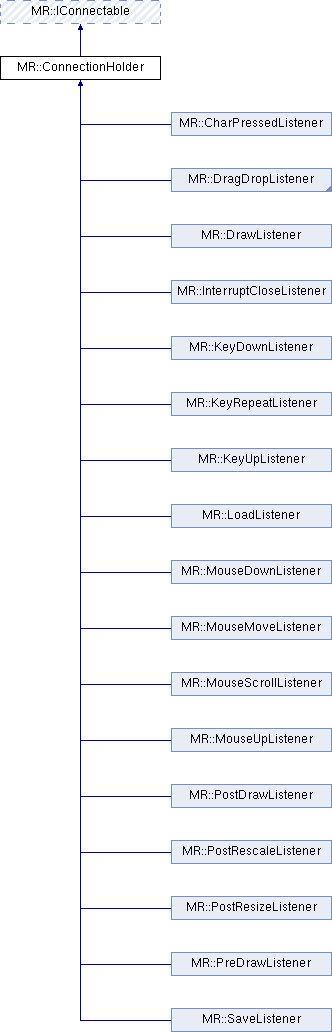 MR::IConnectable
MR::ConnectionHolder
MR::CharPressedListener
MR::DragDropListener
MR::DrawListener
MR::InterruptCloseListener
MR::KeyDownListener
MR::KeyRepeatListener
MR::KeyUpListener
MR::LoadListener
MR::MouseDownListener
MR::MouseMoveListener
MR::MouseScrollListener
MR::MouseUpListener
MR::PostDrawListener
MR::PostRescaleListener
MR::PostResizeListener
MR::PreDrawListener
MR::SaveListener